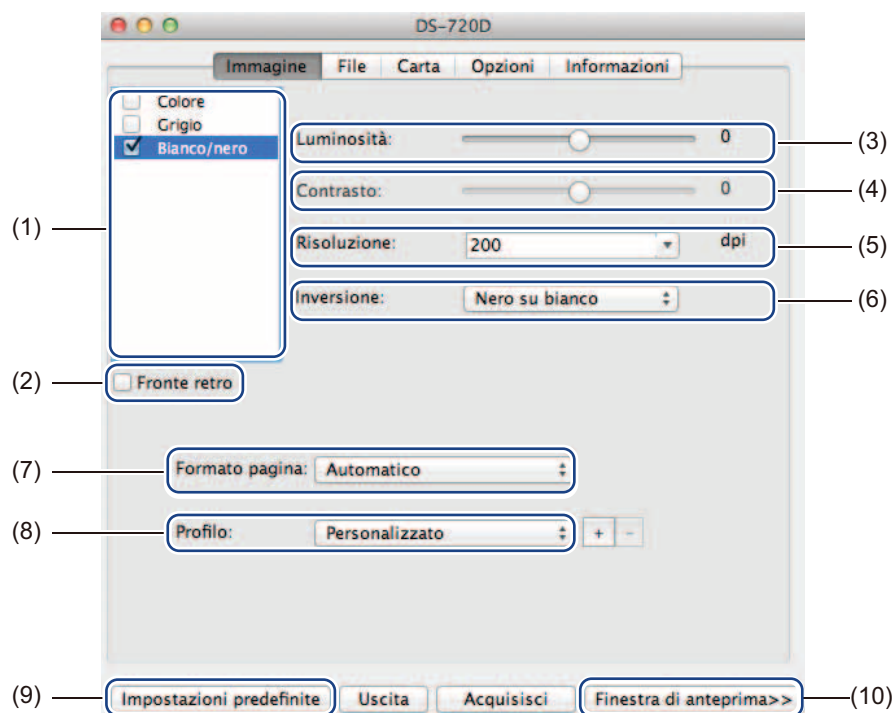 DS-720D
Immagine File Carta Opzioni Informazioni
Colore
Grigio
Bianco/nero
(1)
(2)
Fronte retro
Luminosità: 0 (3)
Contrasto: 0 (4)
Risoluzione: 200 dpi (5)
Inversione: Nero su bianco (6)
(7) Formato pagina: Automatico
(8) Profilo: Personalizzato + -
(9) Impostazioni predefinite Uscita Acquisisci Finestra di anteprima>> (10)